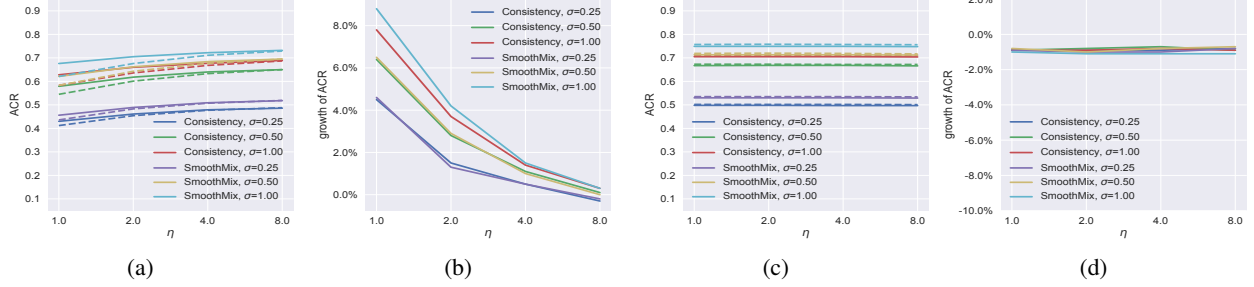 0.9
0.8
0.7
0.6
0.5
0.4
0.3
0.2
0.1
ACR
Consistency, σ=0.25
Consistency, σ=0.50
Consistency, σ=1.00
SmoothMix, σ=0.25
SmoothMix, σ=0.50
SmoothMix, σ=1.00
1.0 2.0 4.0 8.0
η
(a)
8.0%
6.0%
4.0%
2.0%
0.0%
growth of ACR
Consistency, σ=0.25
Consistency, σ=0.50
Consistency, σ=1.00
SmoothMix, σ=0.25
SmoothMix, σ=0.50
SmoothMix, σ=1.00
1.0 2.0 4.0 8.0
η
(b)
0.9
0.8
0.7
0.6
0.5
0.4
0.3
0.2
0.1
ACR
Consistency, σ=0.25
Consistency, σ=0.50
Consistency, σ=1.00
SmoothMix, σ=0.25
SmoothMix, σ=0.50
SmoothMix, σ=1.00
1.0 2.0 4.0 8.0
η
(c)
0.0%
-2.0%
-4.0%
-6.0%
-8.0%
-10.0%
growth of ACR
Consistency, σ=0.25
Consistency, σ=0.50
Consistency, σ=1.00
SmoothMix, σ=0.25
SmoothMix, σ=0.50
SmoothMix, σ=1.00
1.0 2.0 4.0 8.0
η
(d)